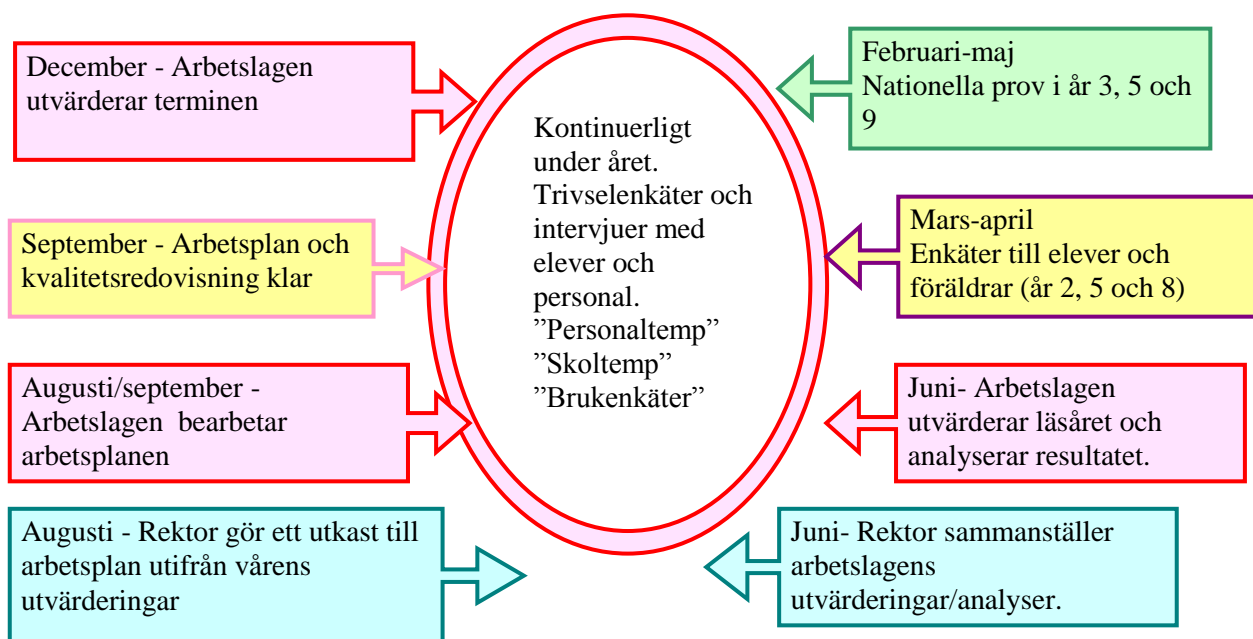 December - Arbetslagen
utvärderar terminen
September - Arbetsplan och
kvalitetsredovisning klar
Augusti/september -
Arbetslagen  bearbetar
arbetsplanen
Augusti - Rektor gör ett utkast till
arbetsplan utifrån vårens
utvärderingar
Kontinuerligt
under året.
Trivselenkäter och
intervjuer med
elever och
personal.
”Personaltemp”
”Skoltemp”
”Brukenkäter”
Februari-maj
Nationella prov i år 3, 5 och
9
Mars-april
Enkäter till elever och
föräldrar (år 2, 5 och 8)
Juni- Arbetslagen
utvärderar läsåret och
analyserar resultatet.
Juni- Rektor sammanställer
arbetslagens
utvärderingar/analyser.